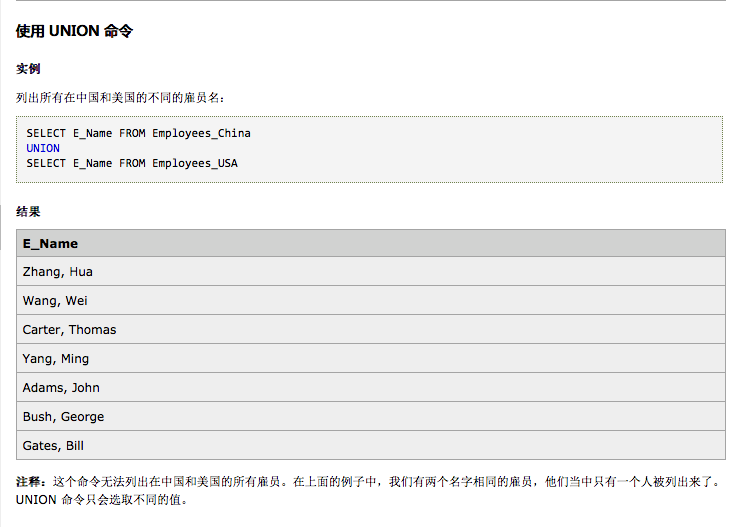 使用 UNION 命令
实例
列出所有在中国和美国的不同的雇员名：
SELECT E_Name FROM Employees_China
UNION
SELECT E_Name FROM Employees_USA
结果
E_Name
Zhang, Hua
Wang, Wei
Carter, Thomas
Yang, Ming
Adams, John
Bush, George
Gates, Bill
注释：这个命令无法列出在中国和美国的所有雇员。在上面的例子中，我们有两个名字相同的雇员，他们当中只有一个人被列出来了。
UNION 命令只会选取不同的值。